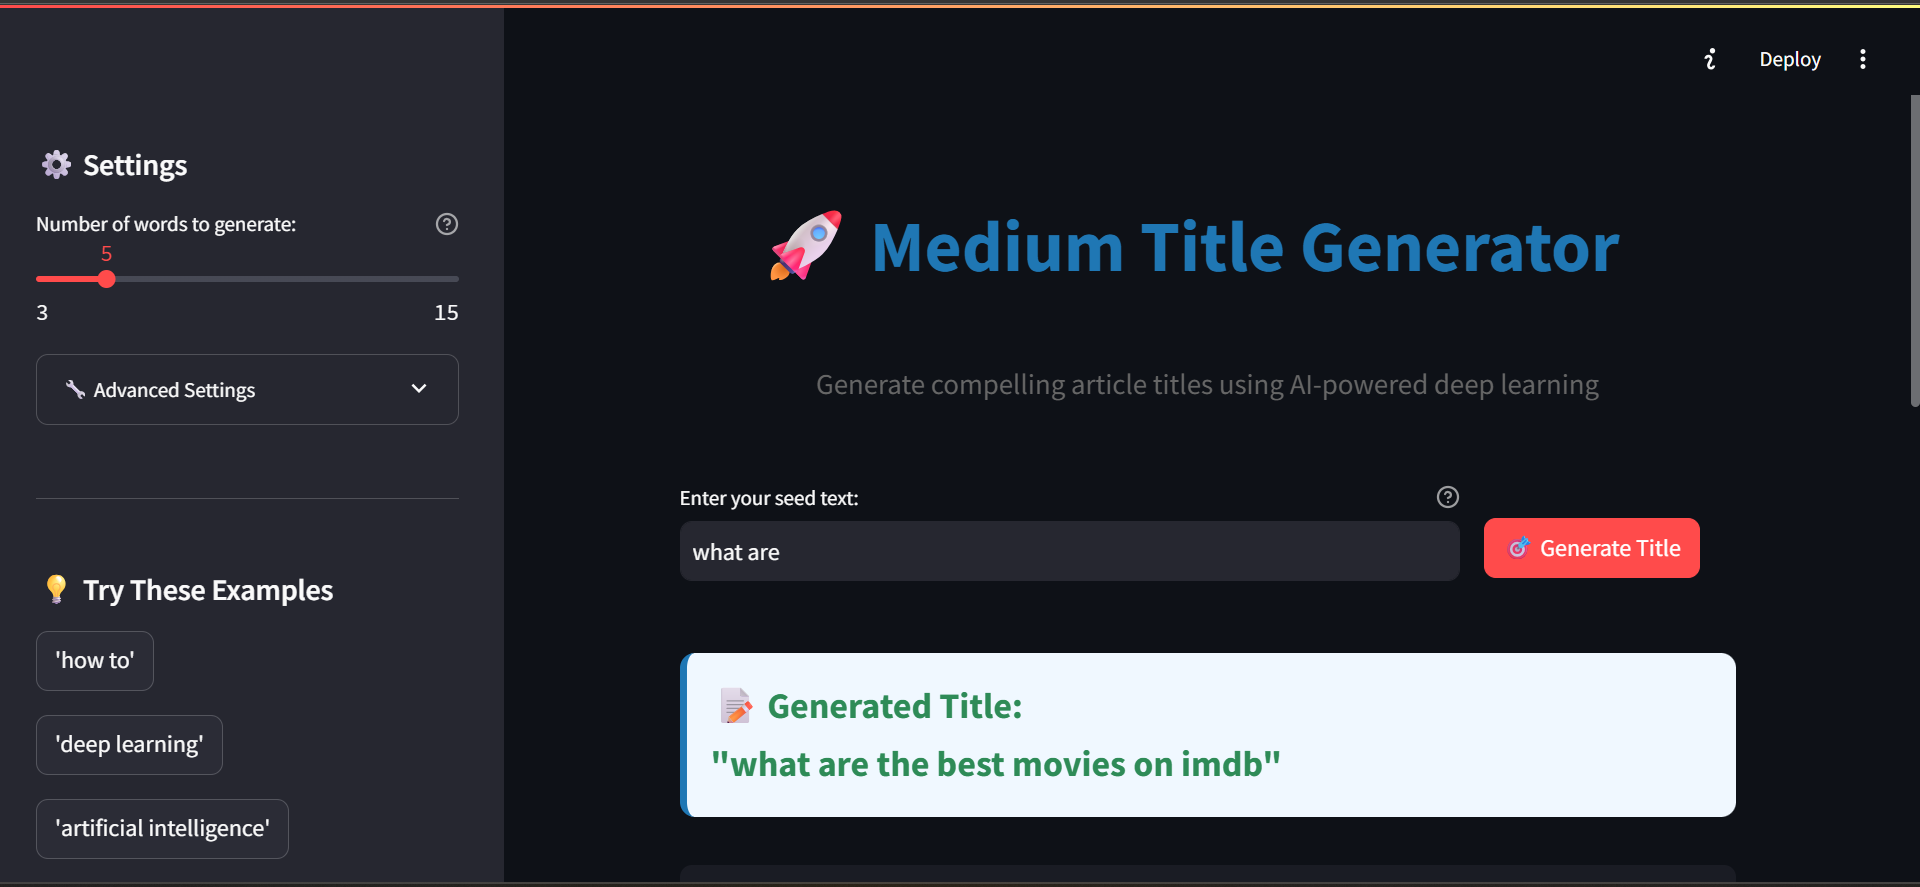 Deploy
Settings
Number of words to generate:
5
3 15
Advanced Settings
Try These Examples
'how to'
'deep learning'
'artificial intelligence'
Medium Title Generator
Generate compelling article titles using AI-powered deep learning
Enter your seed text:
what are
Generate Title
Generated Title:
"what are the best movies on imdb"